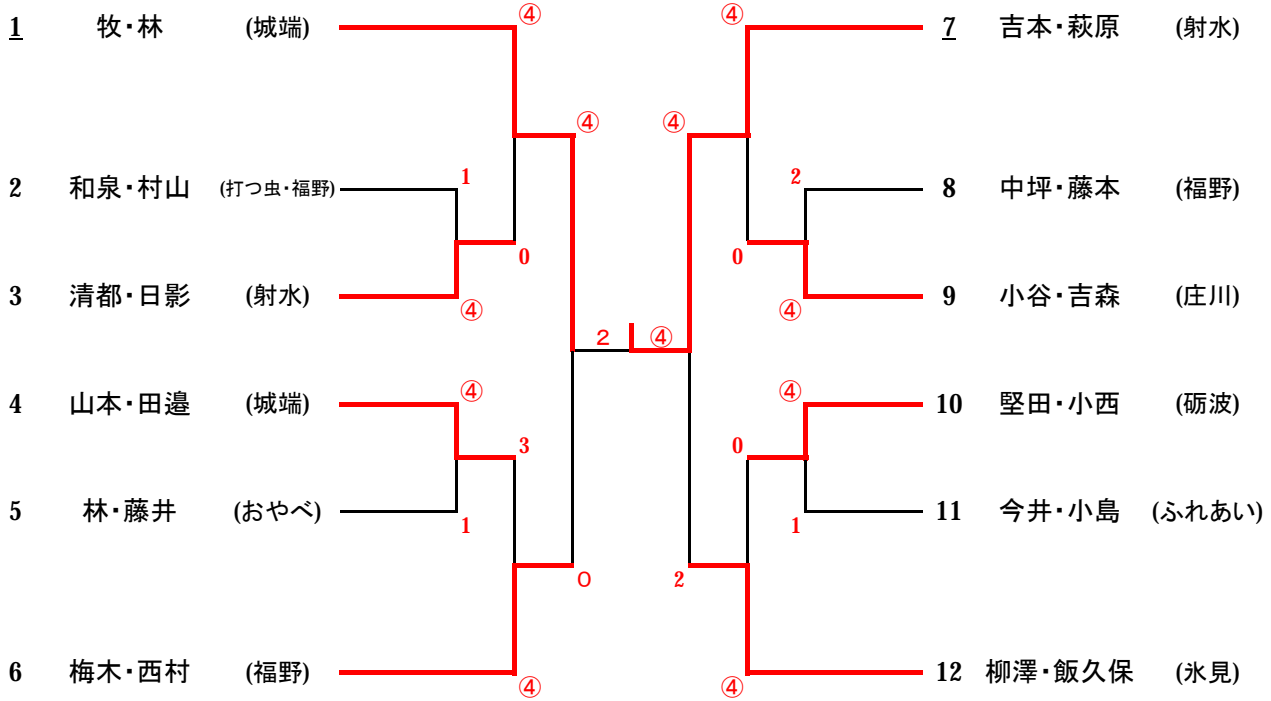 ④ ④
1 牧・林 (城端) 7 吉本・萩原 (射水)
④ ④
1 2
2 和泉・村山 (打つ虫・福野) 8 中坪・藤本 (福野)
0 0
3 清都・日影 (射水) 9 小谷・吉森 (庄川)
④ ④
2 ④
④ ④
4 山本・田邉 (城端) 10 堅田・小西 (砺波)
3 0
5 林・藤井 (おやべ) 11 今井・小島 (ふれあい)
1 1
0 2
6 梅木・西村 (福野) 12 柳澤・飯久保 (氷見)
④ ④